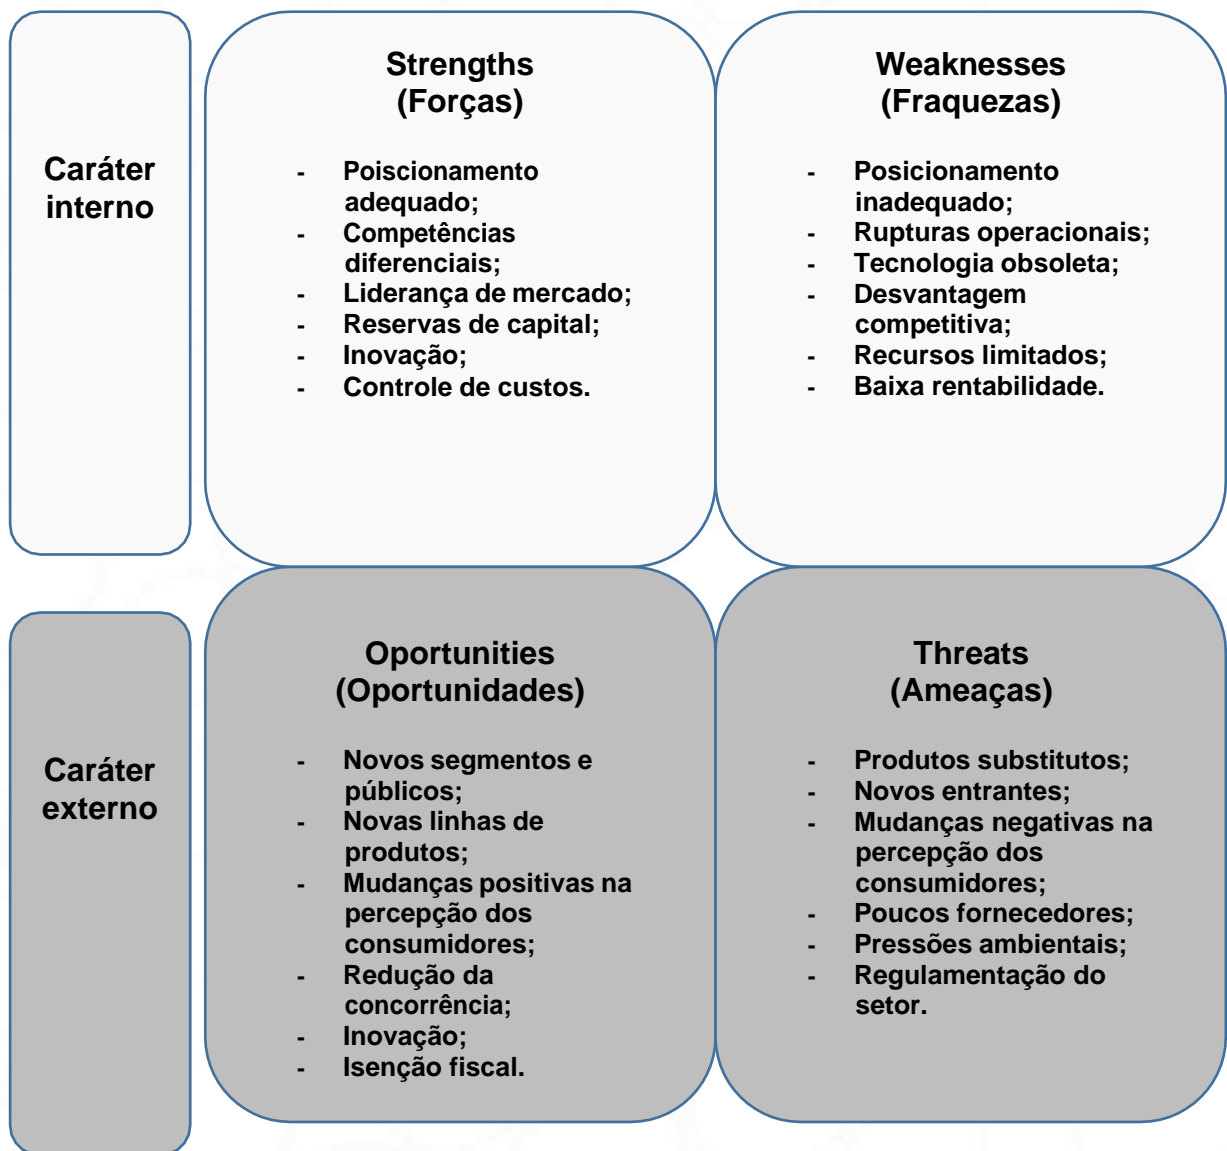 Caráter
interno
Strengths
(Forças)
- Poiscionamento
adequado;
- Competências
diferenciais;
- Liderança de mercado;
- Reservas de capital;
- Inovação;
- Controle de custos.
Weaknesses
(Fraquezas)
- Posicionamento
inadequado;
- Rupturas operacionais;
- Tecnologia obsoleta;
- Desvantagem
competitiva;
- Recursos limitados;
- Baixa rentabilidade.
Caráter
externo
Oportunities
(Oportunidades)
- Novos segmentos e
públicos;
- Novas linhas de
produtos;
- Mudanças positivas na
percepção dos
consumidores;
- Redução da
concorrência;
- Inovação;
- Isenção fiscal.
Threats
(Ameaças)
- Produtos substitutos;
- Novos entrantes;
- Mudanças negativas na
percepção dos
consumidores;
- Poucos fornecedores;
- Pressões ambientais;
- Regulamentação do
setor.